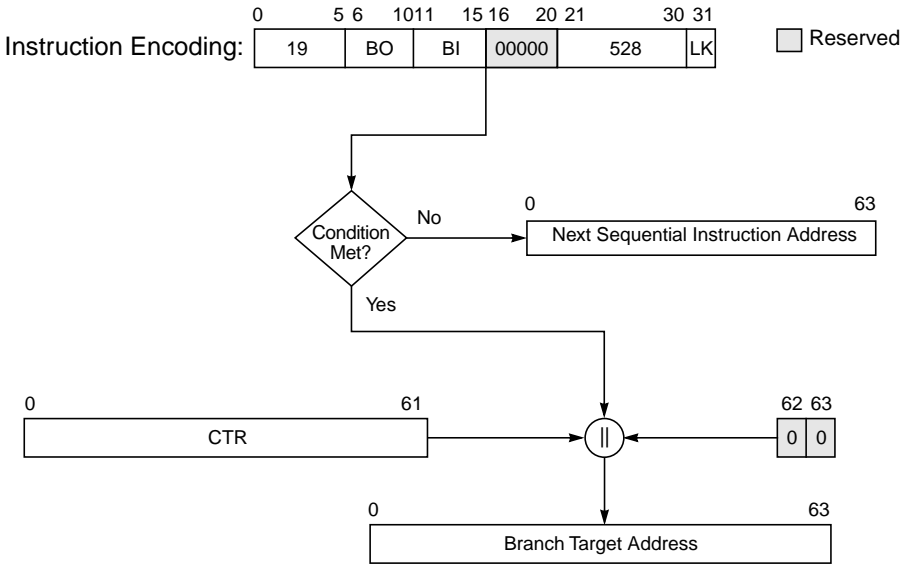 0 5 6 10 11 15 16 20 21 30 31
Instruction Encoding: 19 BO BI 00000 528 LK Reserved
Condition
Met?
No
0 63
Next Sequential Instruction Address
Yes
0 61
CTR
||
62 63
0 0
0 63
Branch Target Address